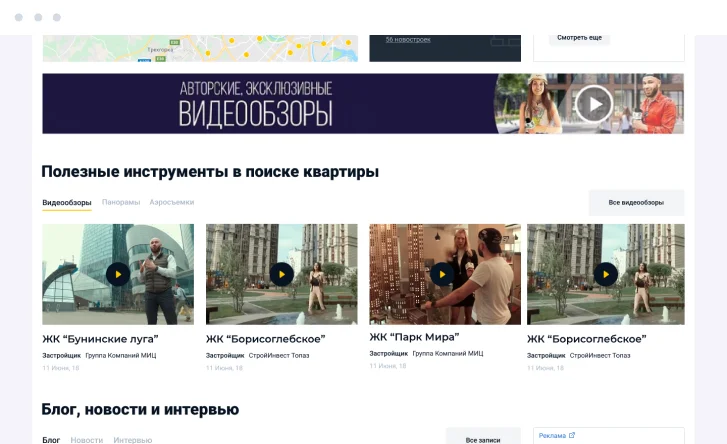 Трехгорка
56 новостроек
Смотреть еще
АВТОРСКИЕ, ЭКСКЛЮЗИВНЫЕ
ВИДЕООБЗОРЫ
Полезные инструменты в поиске квартиры
Видеообзоры Панорамы Аэросъемки
Все видеообзоры
ЖК “Бунинские луга”
Застройщик Группа Компаний МИЦ
11 Июня, 18
ЖК “Борисоглебское”
Застройщик СтройИнвест Топаз
11 Июня, 18
ЖК “Парк Мира”
Застройщик Группа Компаний МИЦ
11 Июня, 18
ЖК “Борисоглебское”
Застройщик СтройИнвест Топаз
11 Июня, 18
Блог, новости и интервью
Блог Новости Интервью
Все записи
Реклама